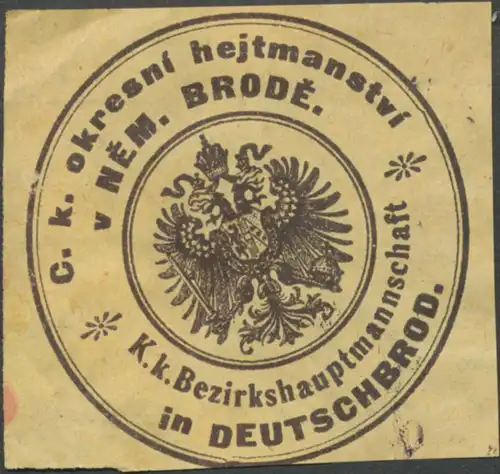 C. k. okresní hejtmanství
v NĚM. BRODĚ.
K.k.Bezirkshauptmannschaft
in DEUTSCHBROD.